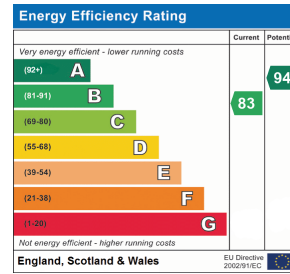 Energy Efficiency Rating
Current Potenti
Very energy efficient - lower running costs
(92+) A 94
(81-91) B 83
(69-80) C
(55-68) D
(39-54) E
(21-38) F
(1-20) G
Not energy efficient - higher running costs
England, Scotland & Wales EU Directive
2002/91/EC